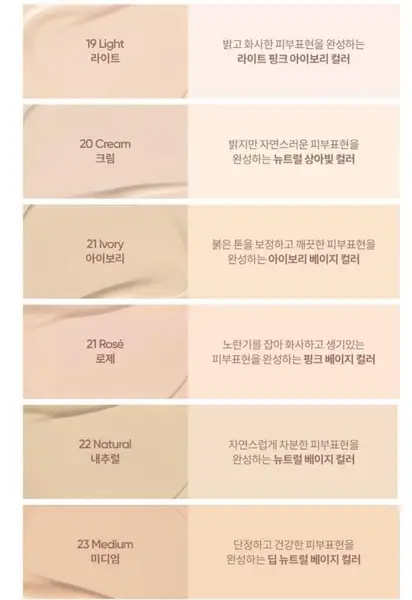 19 Light
라이트
밝고 화사한 피부표현을 완성하는
라이트 핑크 아이보리 컬러
20 Cream
크림
밝지만 자연스러운 피부표현을
완성하는 뉴트럴 상아빛 컬러
21 Ivory
아이보리
붉은 톤을 보정하고 깨끗한 피부표현을
완성하는 아이보리 베이지 컬러
21 Rosé
로제
노란기를 잡아 화사하고 생기있는
피부표현을 완성하는 핑크 베이지 컬러
22 Natural
내추럴
자연스럽게 차분한 피부표현을
완성하는 뉴트럴 베이지 컬러
23 Medium
미디엄
단정하고 건강한 피부표현을
완성하는 딥 뉴트럴 베이지 컬러